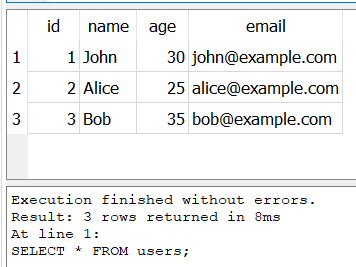 id name age email
1 1 John 30 john@example.com
2 2 Alice 25 alice@example.com
3 3 Bob 35 bob@example.com
Execution finished without errors.
Result: 3 rows returned in 8ms
At line 1:
SELECT * FROM users;